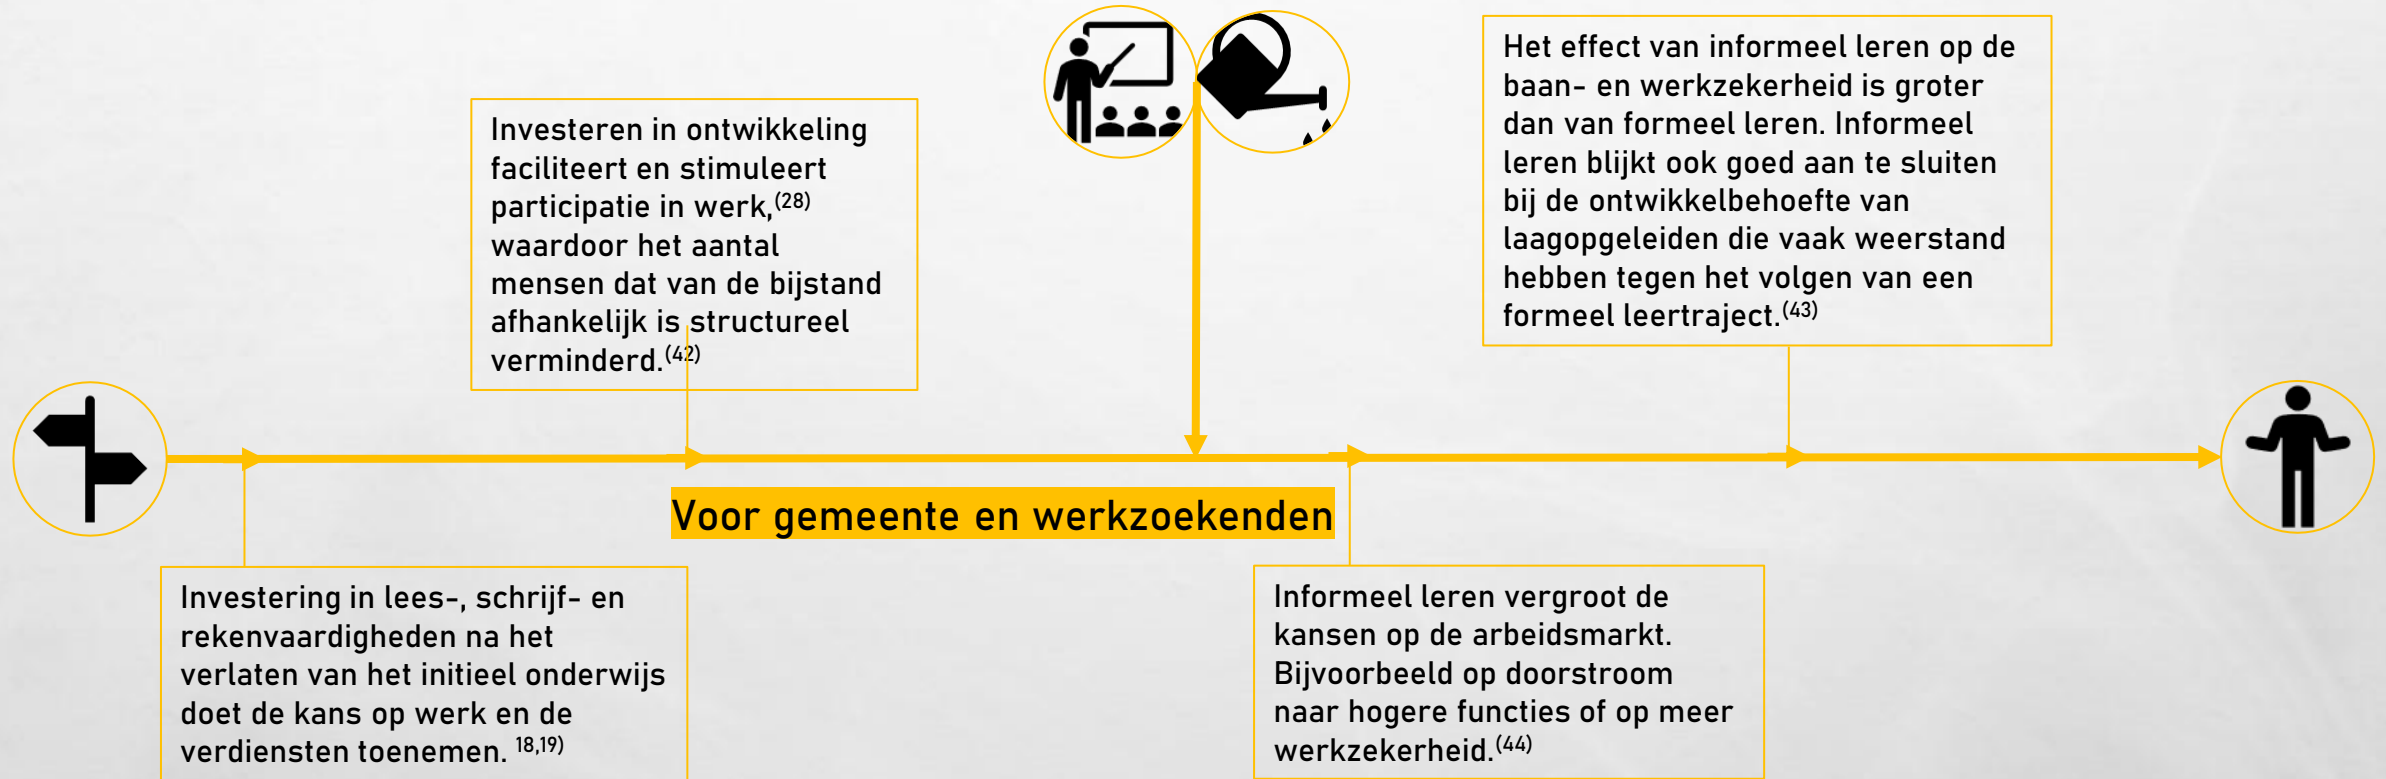 Investeren in ontwikkeling
faciliteert en stimuleert
participatie in werk,(28)
waardoor het aantal
mensen dat van de bijstand
afhankelijk is structureel
verminderd.(42)
Het effect van informeel leren op de
baan- en werkzekerheid is groter
dan van formeel leren. Informeel
leren blijkt ook goed aan te sluiten
bij de ontwikkelbehoefte van
laagopgeleiden die vaak weerstand
hebben tegen het volgen van een
formeel leertraject.(43)
Voor gemeente en werkzoekenden
Investering in lees-, schrijf- en
rekenvaardigheden na het
verlaten van het initieel onderwijs
doet de kans op werk en de
verdiensten toenemen. 18,19)
Informeel leren vergroot de
kansen op de arbeidsmarkt.
Bijvoorbeeld op doorstroom
naar hogere functies of op meer
werkzekerheid.(44)